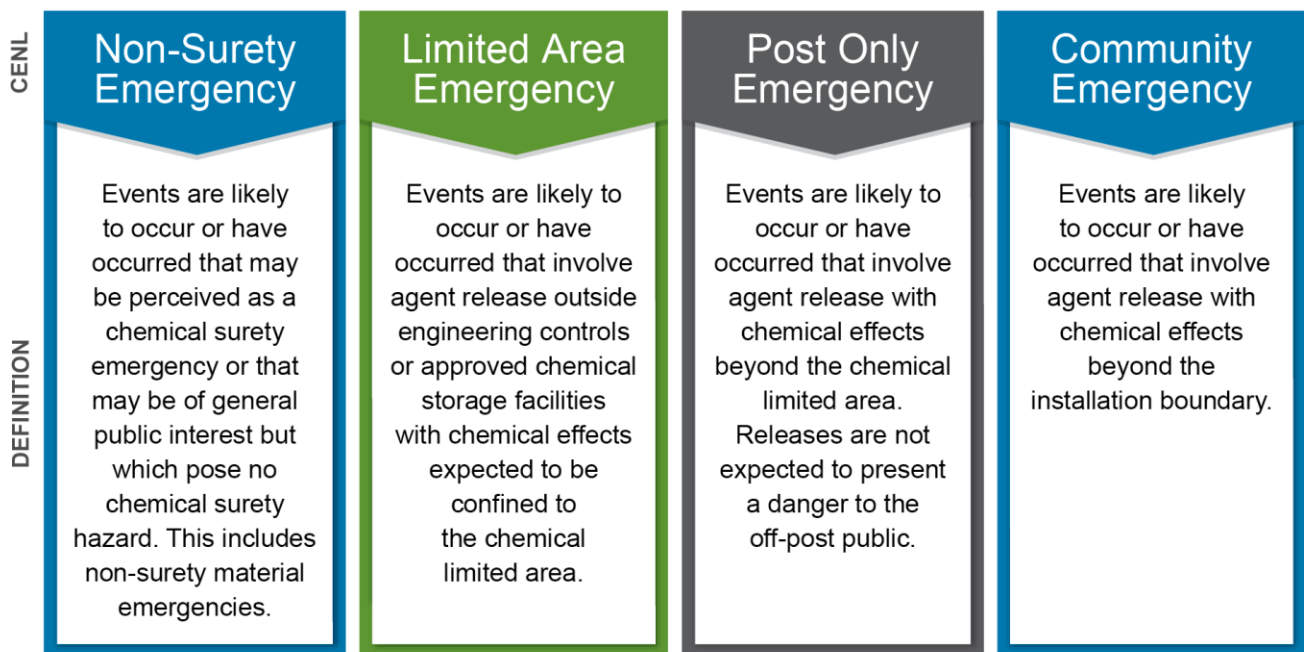 CENL
Non-Surety
Emergency
Limited Area
Emergency
Post Only
Emergency
Community
Emergency
DEFINITION
Events are likely
to occur or have
occurred that may
be perceived as a
chemical surety
emergency or that
may be of general
public interest but
which pose no
chemical surety
hazard. This includes
non-surety material
emergencies.
Events are likely to
occur or have
occurred that involve
agent release outside
engineering controls
or approved chemical
storage facilities
with chemical effects
expected to be
confined to
the chemical
limited area.
Events are likely to
occur or have
occurred that involve
agent release with
chemical effects
beyond the chemical
limited area.
Releases are not
expected to present
a danger to the
off-post public.
Events are likely
to occur or have
occurred that involve
agent release with
chemical effects
beyond the
installation boundary.